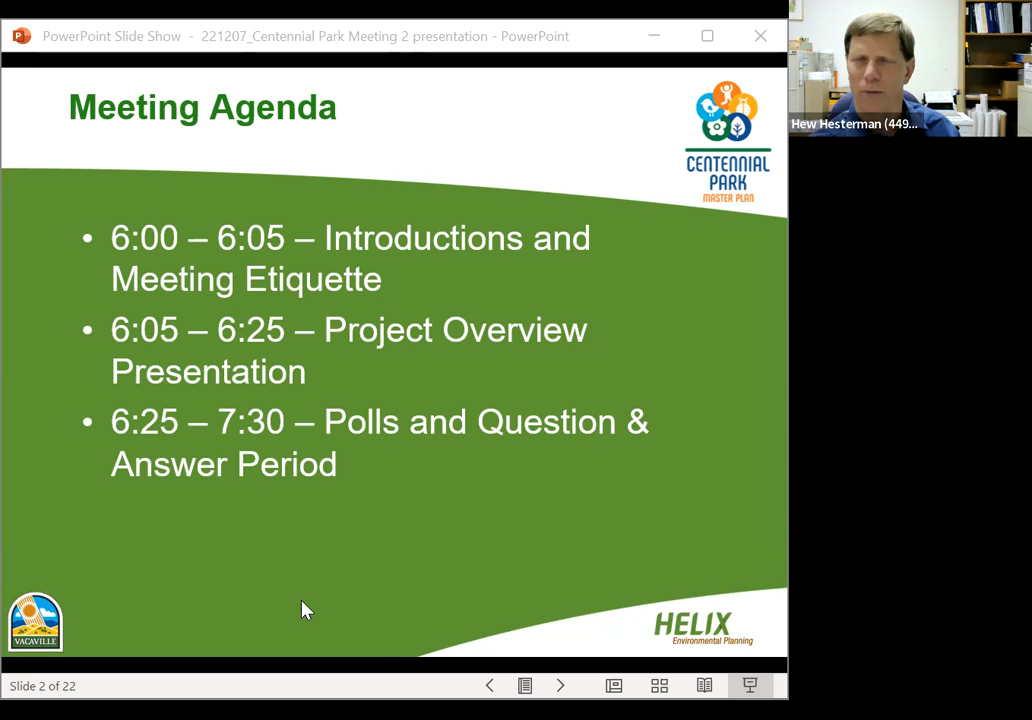 PowerPoint Slide Show - 221207_Centennial Park Meeting 2 presentation - PowerPoint
Hew Hesterman (449...
Meeting Agenda
CENTENNIAL
PARK
MASTER PLAN
• 6:00 – 6:05 – Introductions and
Meeting Etiquette
• 6:05 – 6:25 – Project Overview
Presentation
• 6:25 – 7:30 – Polls and Question &
Answer Period
VACAVILLE
HELIX
Environmental Planning
Slide 2 of 22